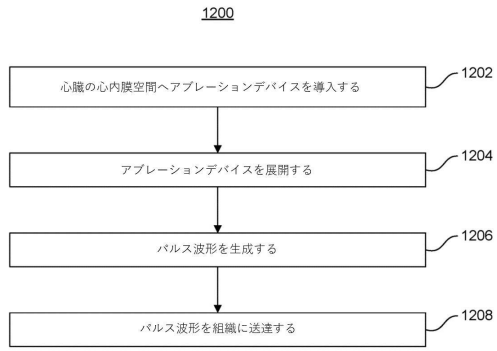 1200
心臓の心内膜空間へアブレーションデバイスを導入する
1202
アブレーションデバイスを展開する
1204
パルス波形を生成する
1206
パルス波形を組織に送達する
1208